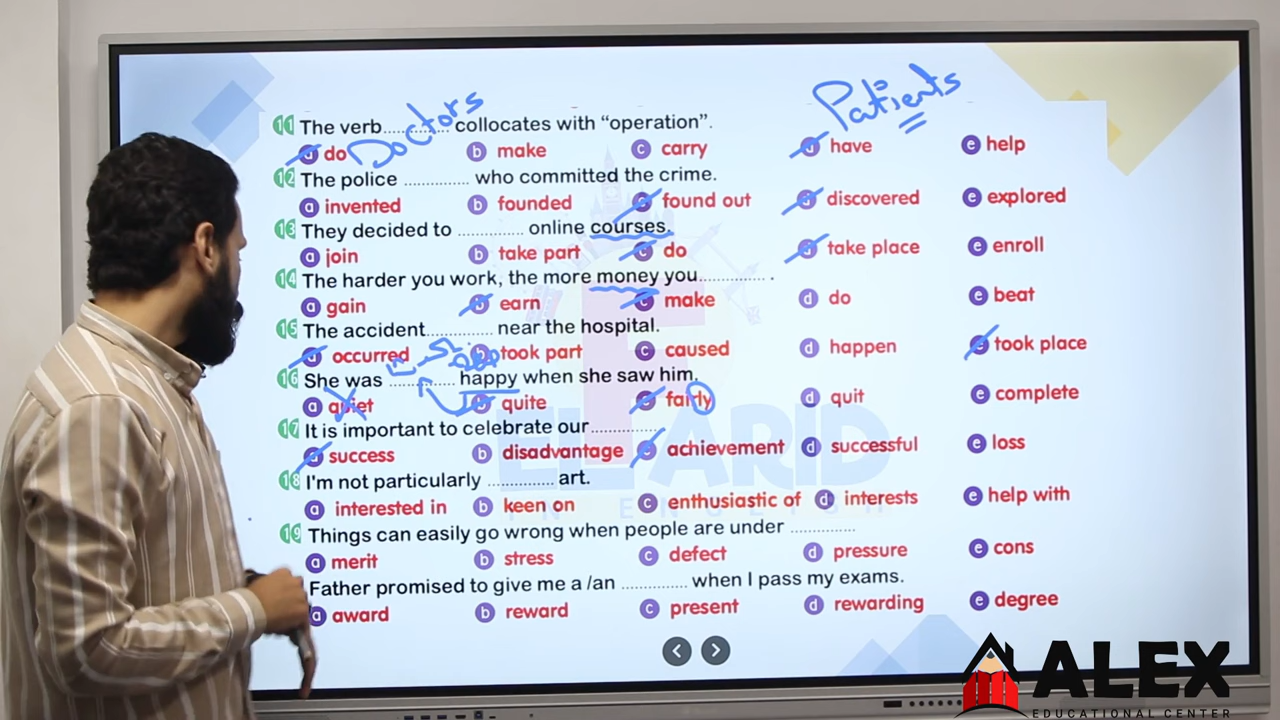 Patients
Doctors
11 The verb.............. collocates with "operation".
a do b make c carry d have e help
12 The police .............. who committed the crime.
a invented b founded c found out d discovered e explored
13 They decided to .............. online courses.
a join b take part c do d take place e enroll
14 The harder you work, the more money you.............. .
a gain b earn c make d do e beat
15 The accident.............. near the hospital.
a occurred b took part c caused d happen e took place
16 She was .............. happy when she saw him.
a quiet b quite c fairly d quit e complete
17 It is important to celebrate our..............
a success b disadvantage c achievement d successful e loss
18 I'm not particularly .............. art.
a interested in b keen on c enthusiastic of d interests e help with
19 Things can easily go wrong when people are under ..............
a merit b stress c defect d pressure e cons
Father promised to give me a /an .............. when I pass my exams.
a award b reward c present d rewarding e degree
EL ARID
IN ENGLISH
ALEX
EDUCATIONAL CENTER